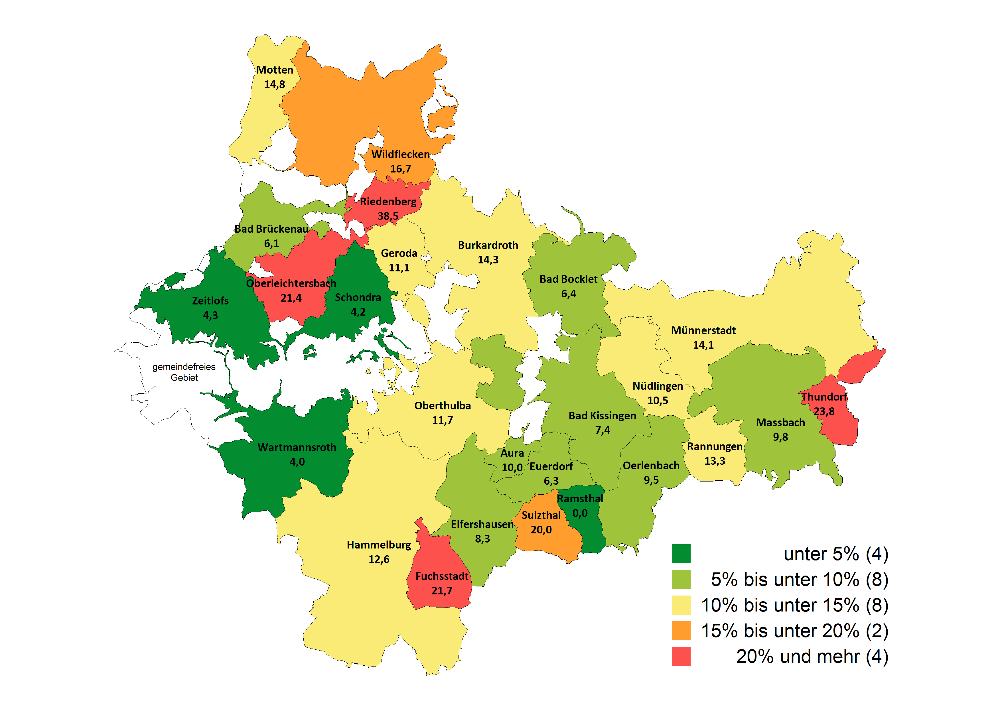 Motten
14,8
Wildflecken
16,7
Riedenberg
38,5
Bad Brückenau
6,1
Geroda
11,1
Burkardroth
14,3
Bad Bocklet
6,4
Oberleichtersbach
21,4
Zeitlofs
4,3
Schondra
4,2
Münnerstadt
14,1
gemeindefreies
Gebiet
Nüdlingen
10,5
Thundorf
23,8
Oberthulba
11,7
Bad Kissingen
7,4
Massbach
9,8
Wartmannsroth
4,0
Rannungen
13,3
Aura
10,0
Euerdorf
6,3
Oerlenbach
9,5
Ramsthal
0,0
Sulzthal
20,0
Elfershausen
8,3
Hammelburg
12,6
Fuchsstadt
21,7
unter 5% (4)
5% bis unter 10% (8)
10% bis unter 15% (8)
15% bis unter 20% (2)
20% und mehr (4)